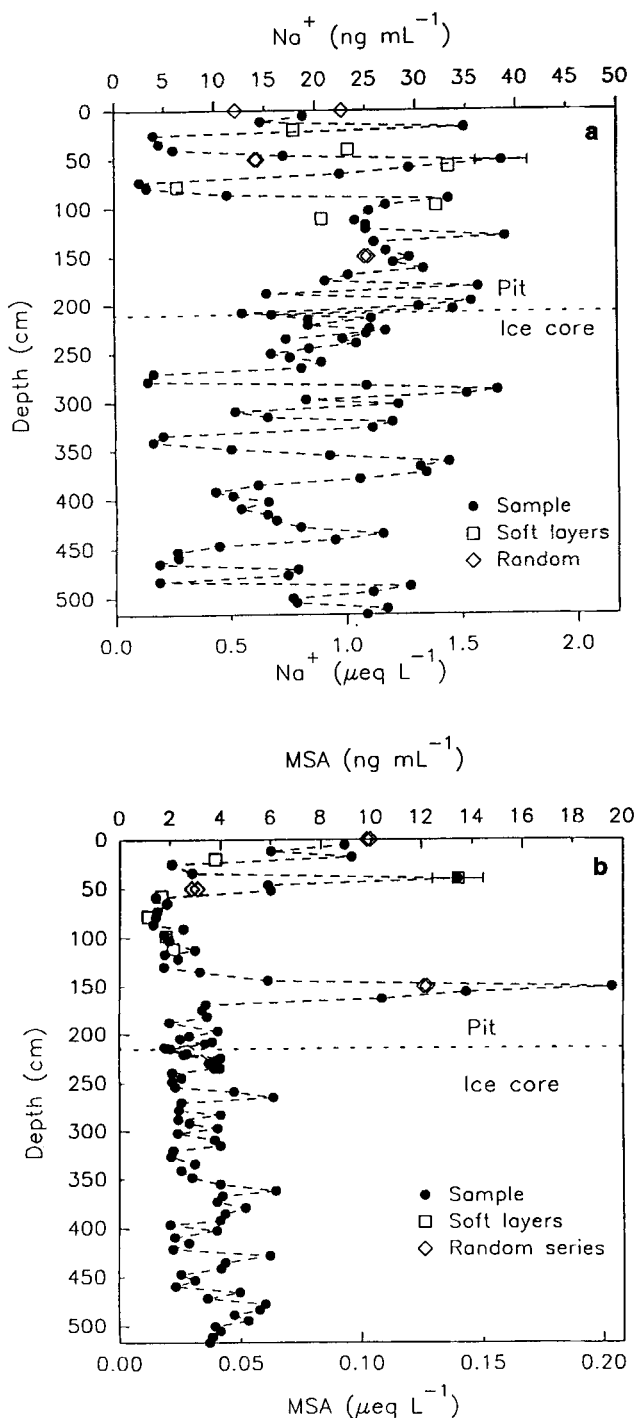 Na+ (ng mL−1)
0 5 10 15 20 25 30 35 40 45 50
a
0
50
100
150
200
250
300
350
400
450
500
Depth (cm)
Pit
Ice core
Sample
Soft layers
Random
0.0 0.5 1.0 1.5 2.0
Na+ (μeq L−1)
MSA (ng mL−1)
0 2 4 6 8 10 12 14 16 18 20
b
0
50
100
150
200
250
300
350
400
450
500
Depth (cm)
Pit
Ice core
Sample
Soft layers
Random series
0.00 0.05 0.10 0.15 0.20
MSA (μeq L−1)